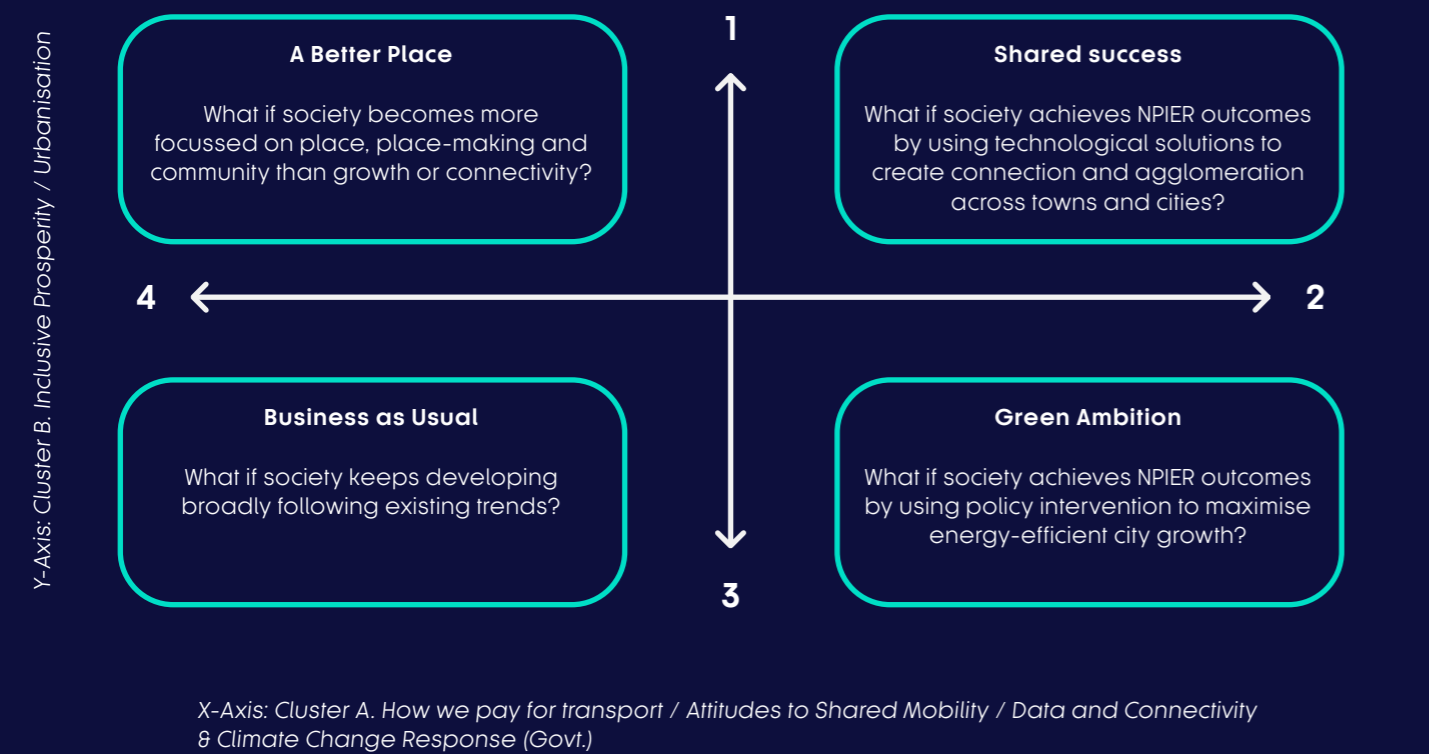 Y-Axis: Cluster B. Inclusive Prosperity / Urbanisation
1
A Better Place
What if society becomes more
focussed on place, place-making and
community than growth or connectivity?
Shared success
What if society achieves NPIER outcomes
by using technological solutions to
create connection and agglomeration
across towns and cities?
4
2
Business as Usual
What if society keeps developing
broadly following existing trends?
Green Ambition
What if society achieves NPIER outcomes
by using policy intervention to maximise
energy-efficient city growth?
3
X-Axis: Cluster A. How we pay for transport / Attitudes to Shared Mobility / Data and Connectivity
& Climate Change Response (Govt.)